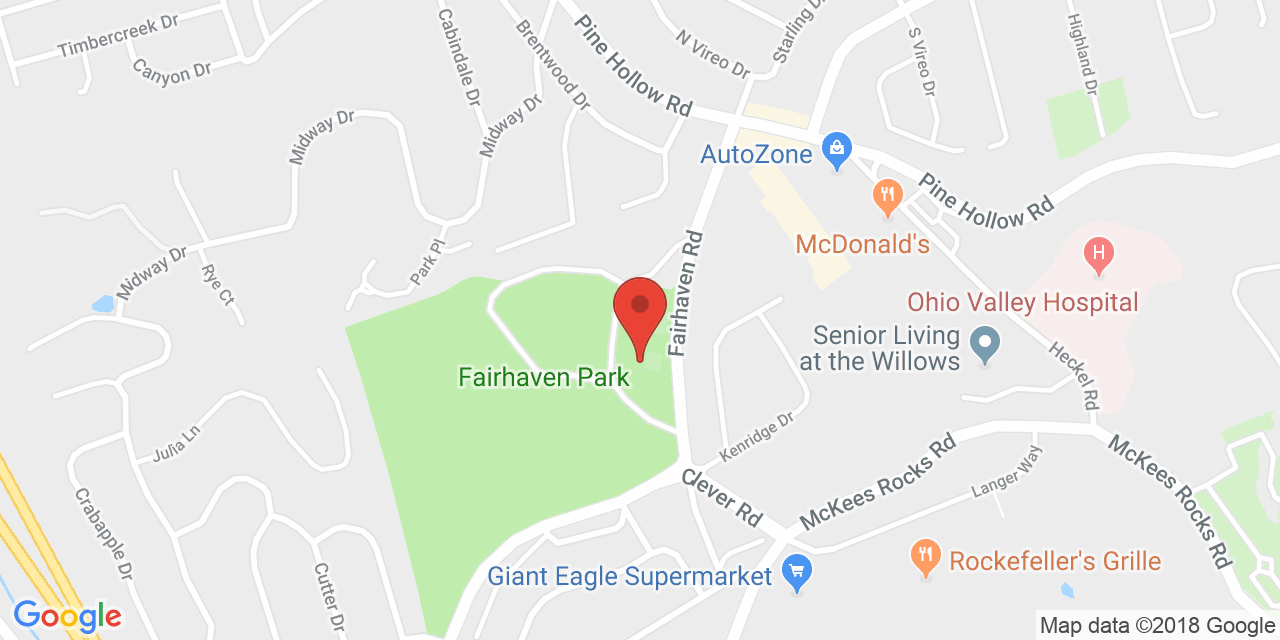 Timbercreek Dr
Canyon Dr
Cabindale Dr
Brentwood Dr
Pine Hollow Rd
N Vireo Dr
Starling Dr
S Vireo Dr
Highland Dr
Midway Dr
Midway Dr
AutoZone
McDonald's
Pine Hollow Rd
Midway Dr
Rye Ct
Park Pl
Fairhaven Rd
H
Ohio Valley Hospital
Senior Living
at the Willows
Heckel Rd
Fairhaven Park
Julia Ln
Kenridge Dr
McKees Rocks Rd
McKees Rocks Rd
Langer Way
Clever Rd
Crabapple Dr
Cutter Dr
Giant Eagle Supermarket
Rockefeller's Grille
Google
Map data ©2018 Google